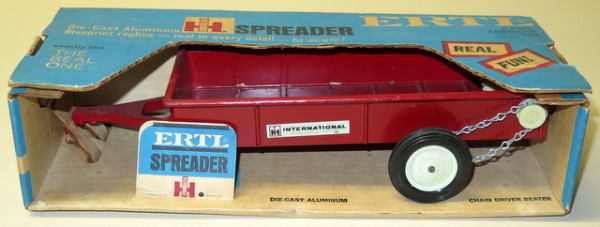 Die-Cast Aluminum
Blueprint replica — real in every detail...to scale!
IH SPREADER
ERTL
exactly like
THE REAL
ONE
REAL
FUN!
IH INTERNATIONAL
ERTL
SPREADER
IH
DIE-CAST ALUMINUM
CHAIN DRIVEN BEATER